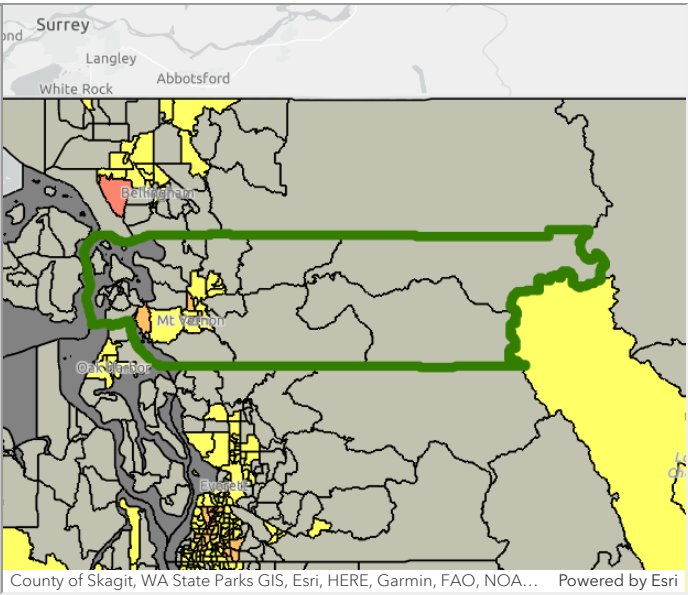 Surrey
ond
Langley
Abbotsford
White Rock
Bellingham
Mt Vernon
Oak Harbor
Everett
County of Skagit, WA State Parks GIS, Esri, HERE, Garmin, FAO, NOA... Powered by Esri